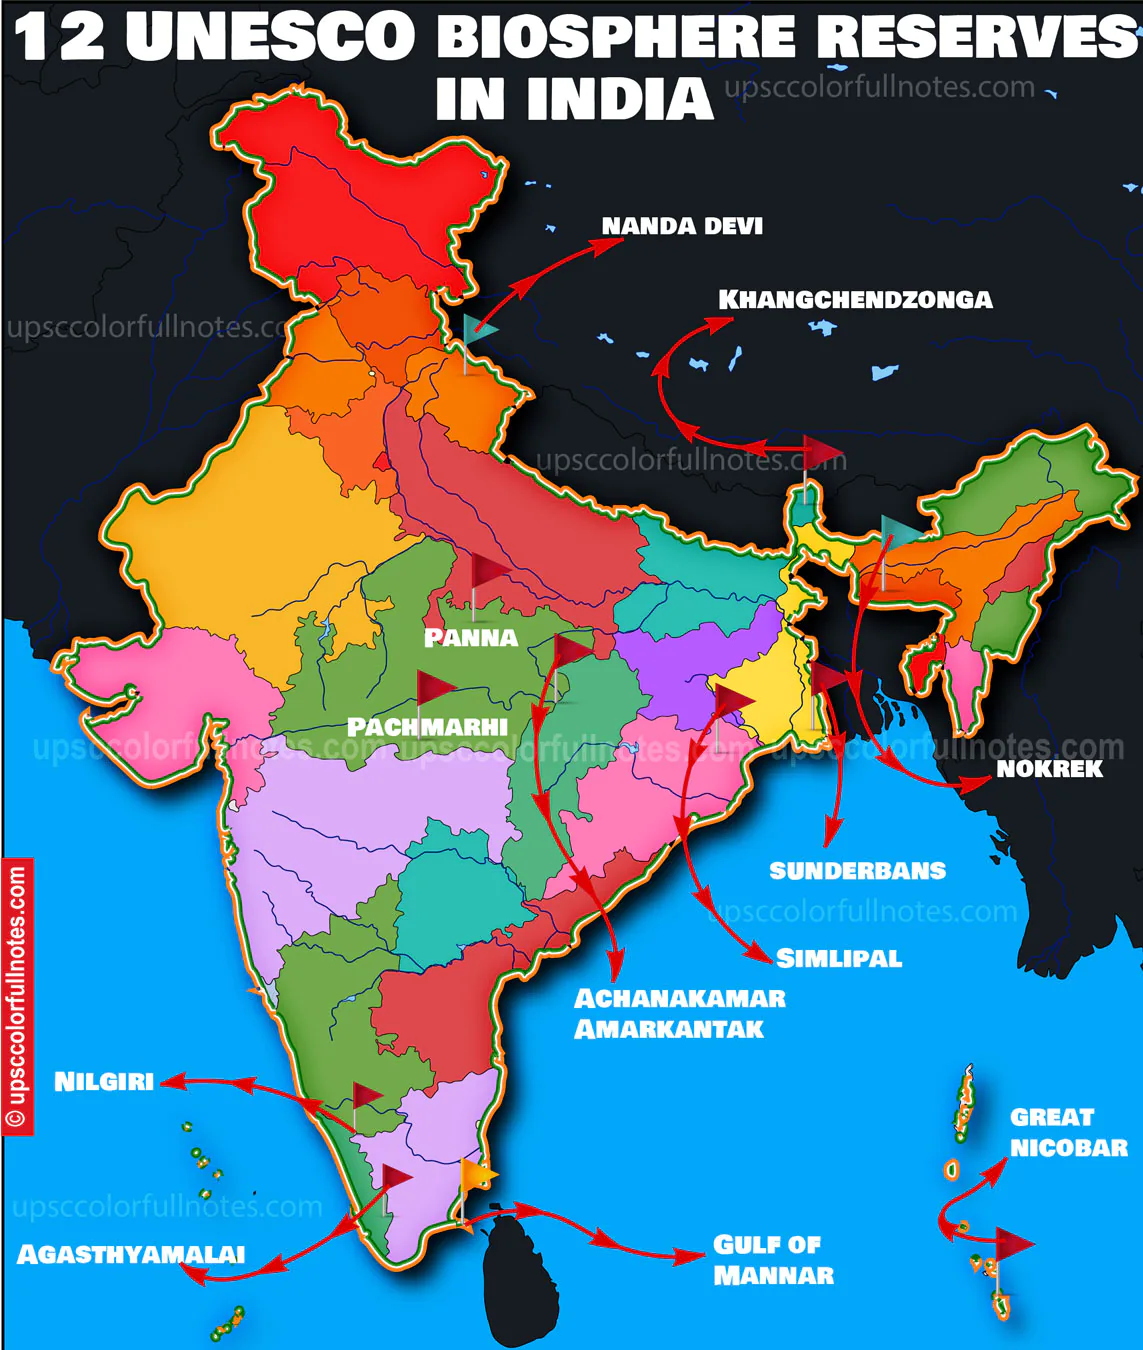 12 UNESCO BIOSPHERE RESERVES
IN INDIA
upsccolorfullnotes.com
NANDA DEVI
KHANGCHENDZONGA
upsccolorfullnotes.co
upsccolorfullnotes.com
PANNA
PACHMARHI
upsccolorfullnotes.com
upsccolorfullnotes.com
upsccolorfullnotes.com
NOKREK
SUNDERBANS
upsccolorfullnotes.com
SIMLIPAL
ACHANAKAMAR
AMARKANTAK
© upsccolorfullnotes.com
NILGIRI
GREAT
NICOBAR
upsccolorfullnotes.com
AGASTHYAMALAI
GULF OF
MANNAR